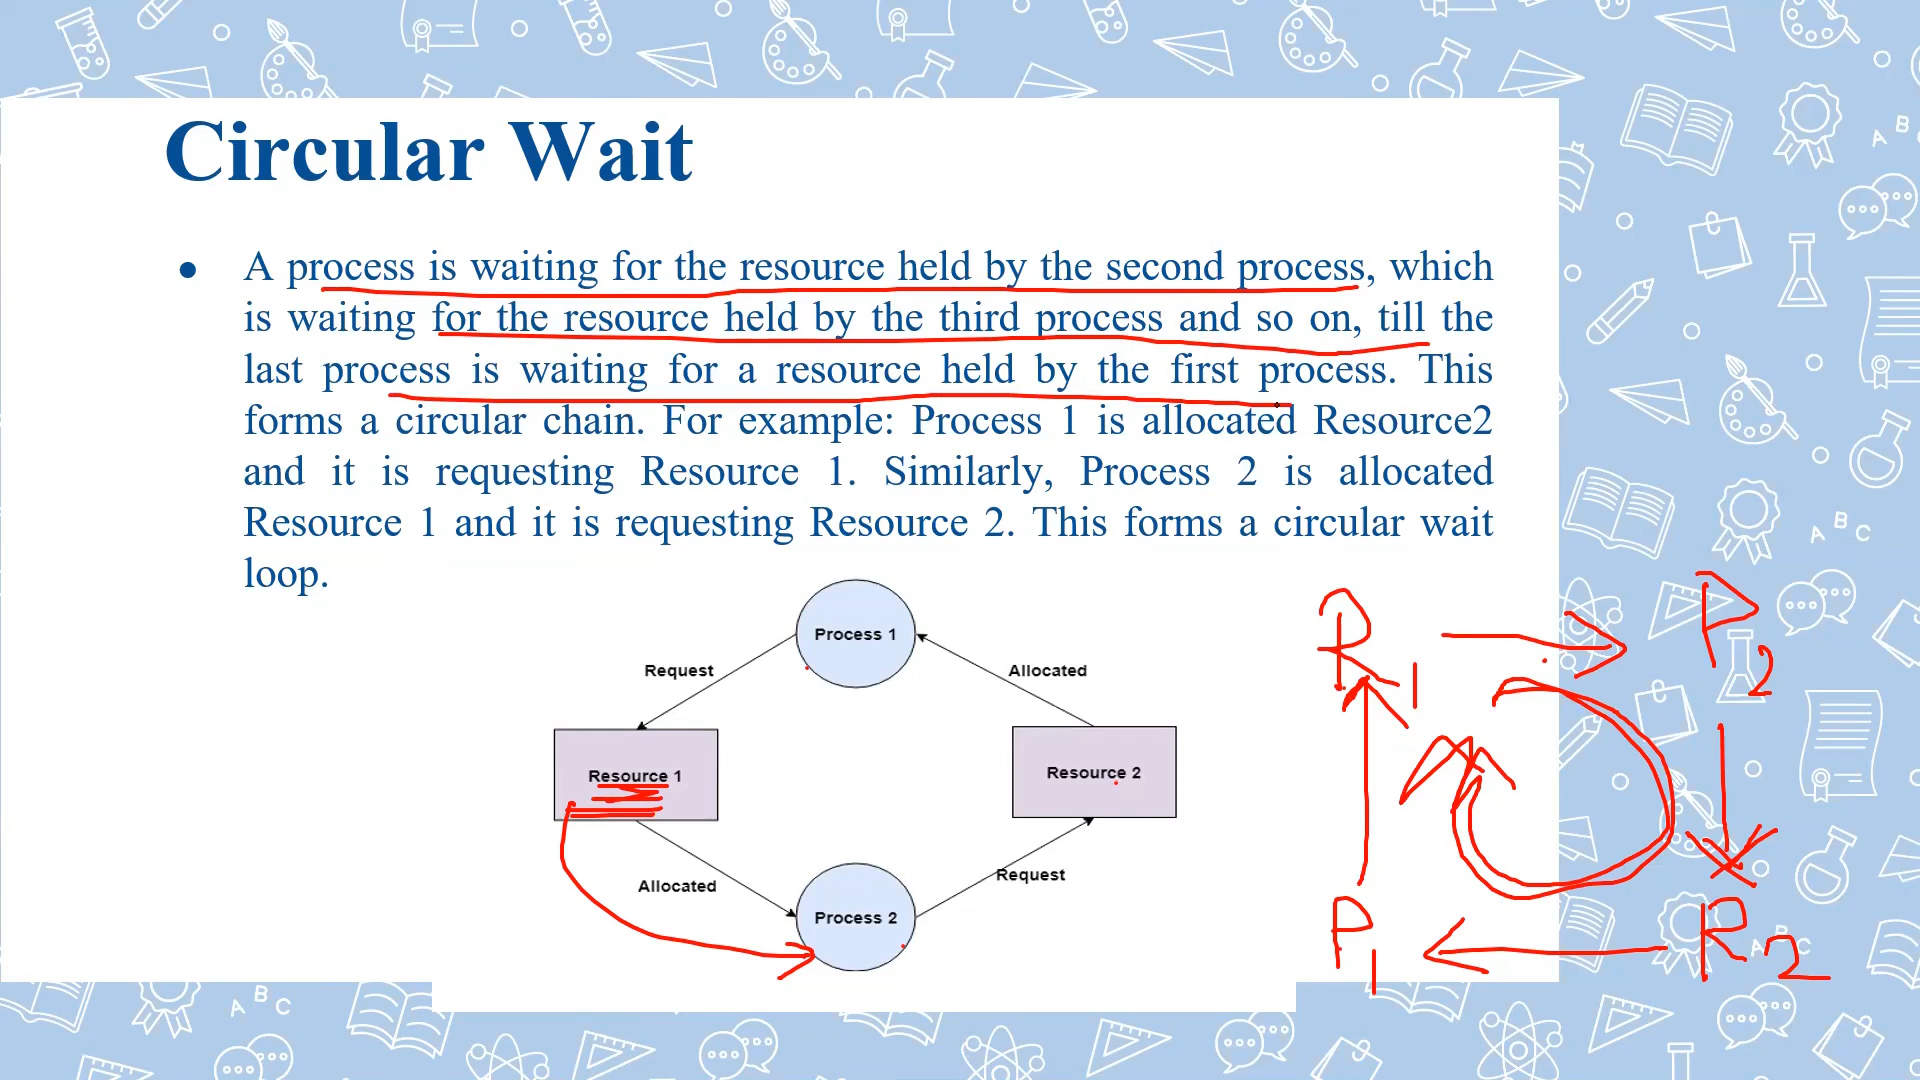 Circular Wait
● A process is waiting for the resource held by the second process, which
is waiting for the resource held by the third process and so on, till the
last process is waiting for a resource held by the first process. This
forms a circular chain. For example: Process 1 is allocated Resource2
and it is requesting Resource 1. Similarly, Process 2 is allocated
Resource 1 and it is requesting Resource 2. This forms a circular wait
loop.
Process 1
Request
Allocated
Resource 1
Resource 2
Allocated
Request
Process 2
R1
P2
P1
R2
A B C
A B C
A B C
A B C